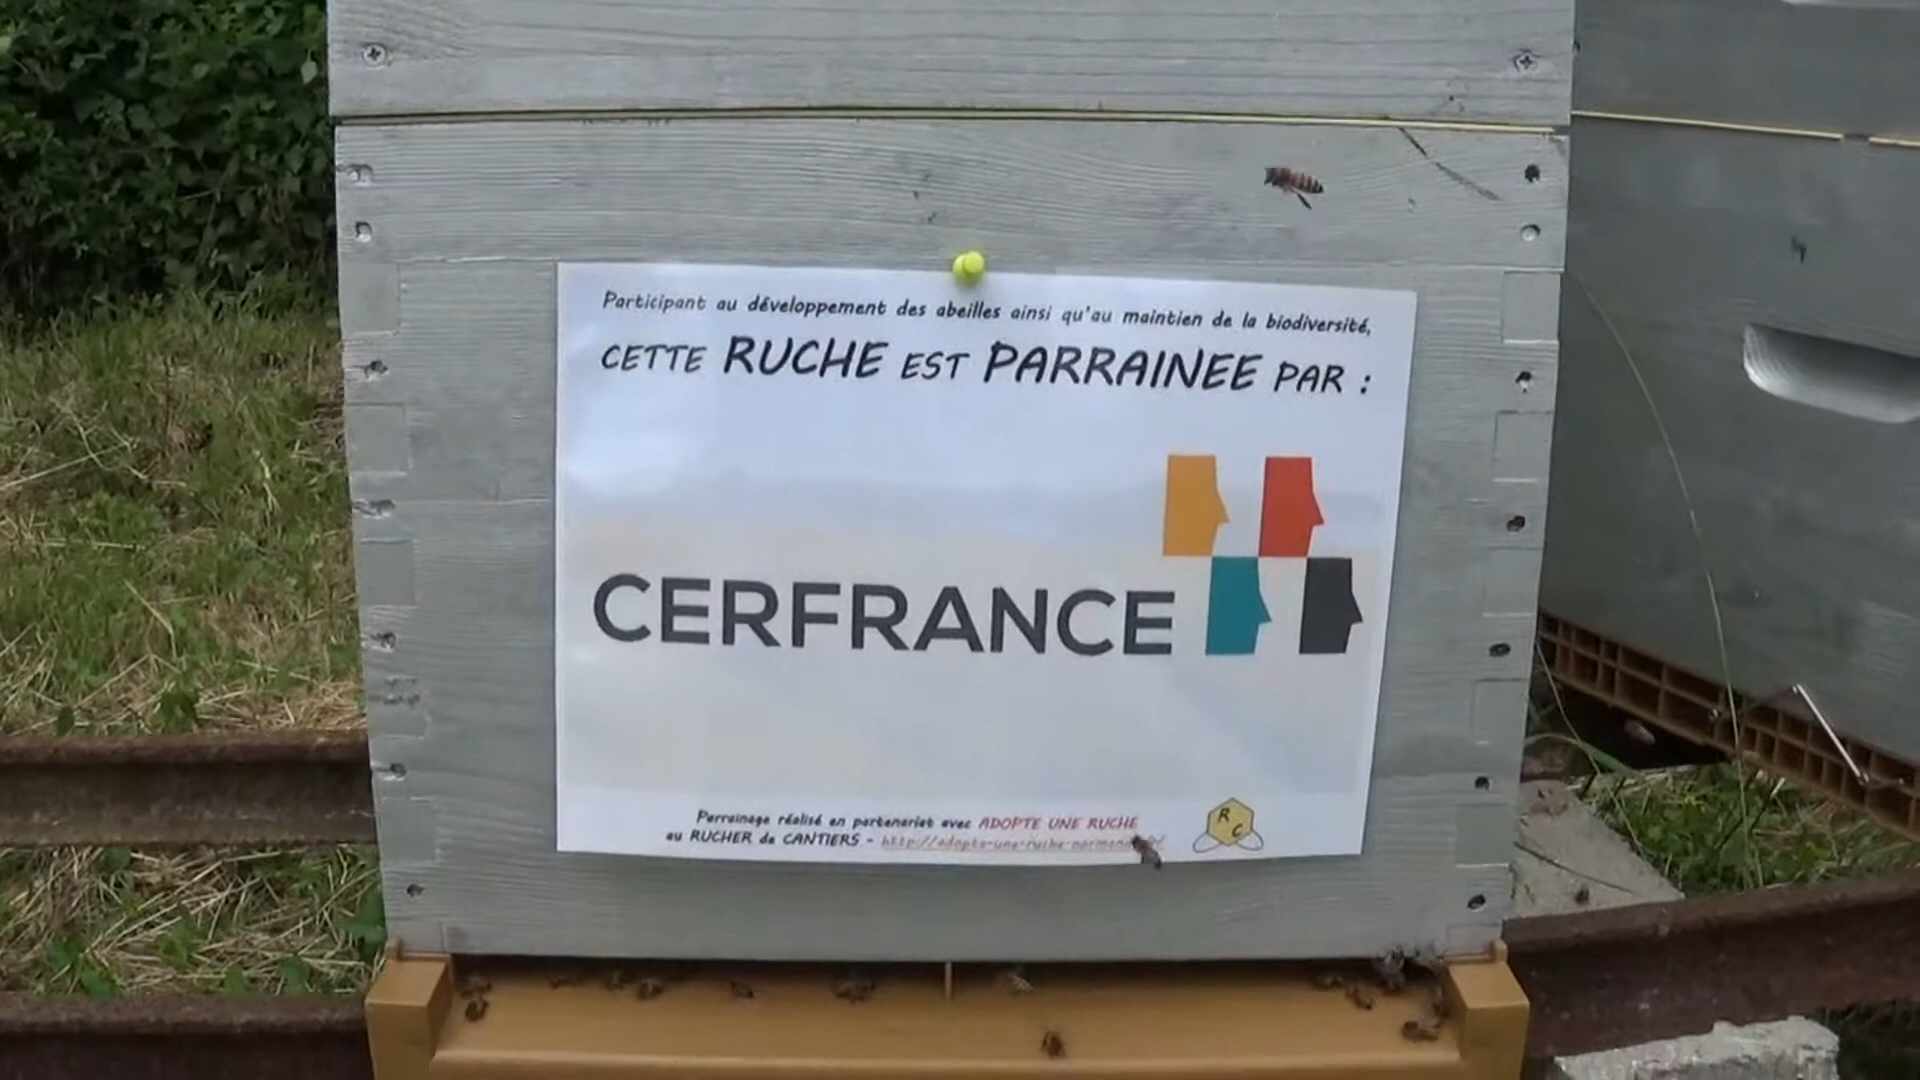 Participant au développement des abeilles ainsi qu'au maintien de la biodiversité,
CETTE RUCHE EST PARRAINEE PAR :
CERFRANCE
Parrainage réalisé en partenariat avec ADOPTE UNE RUCHE
au RUCHER de CANTIERS -
R
C